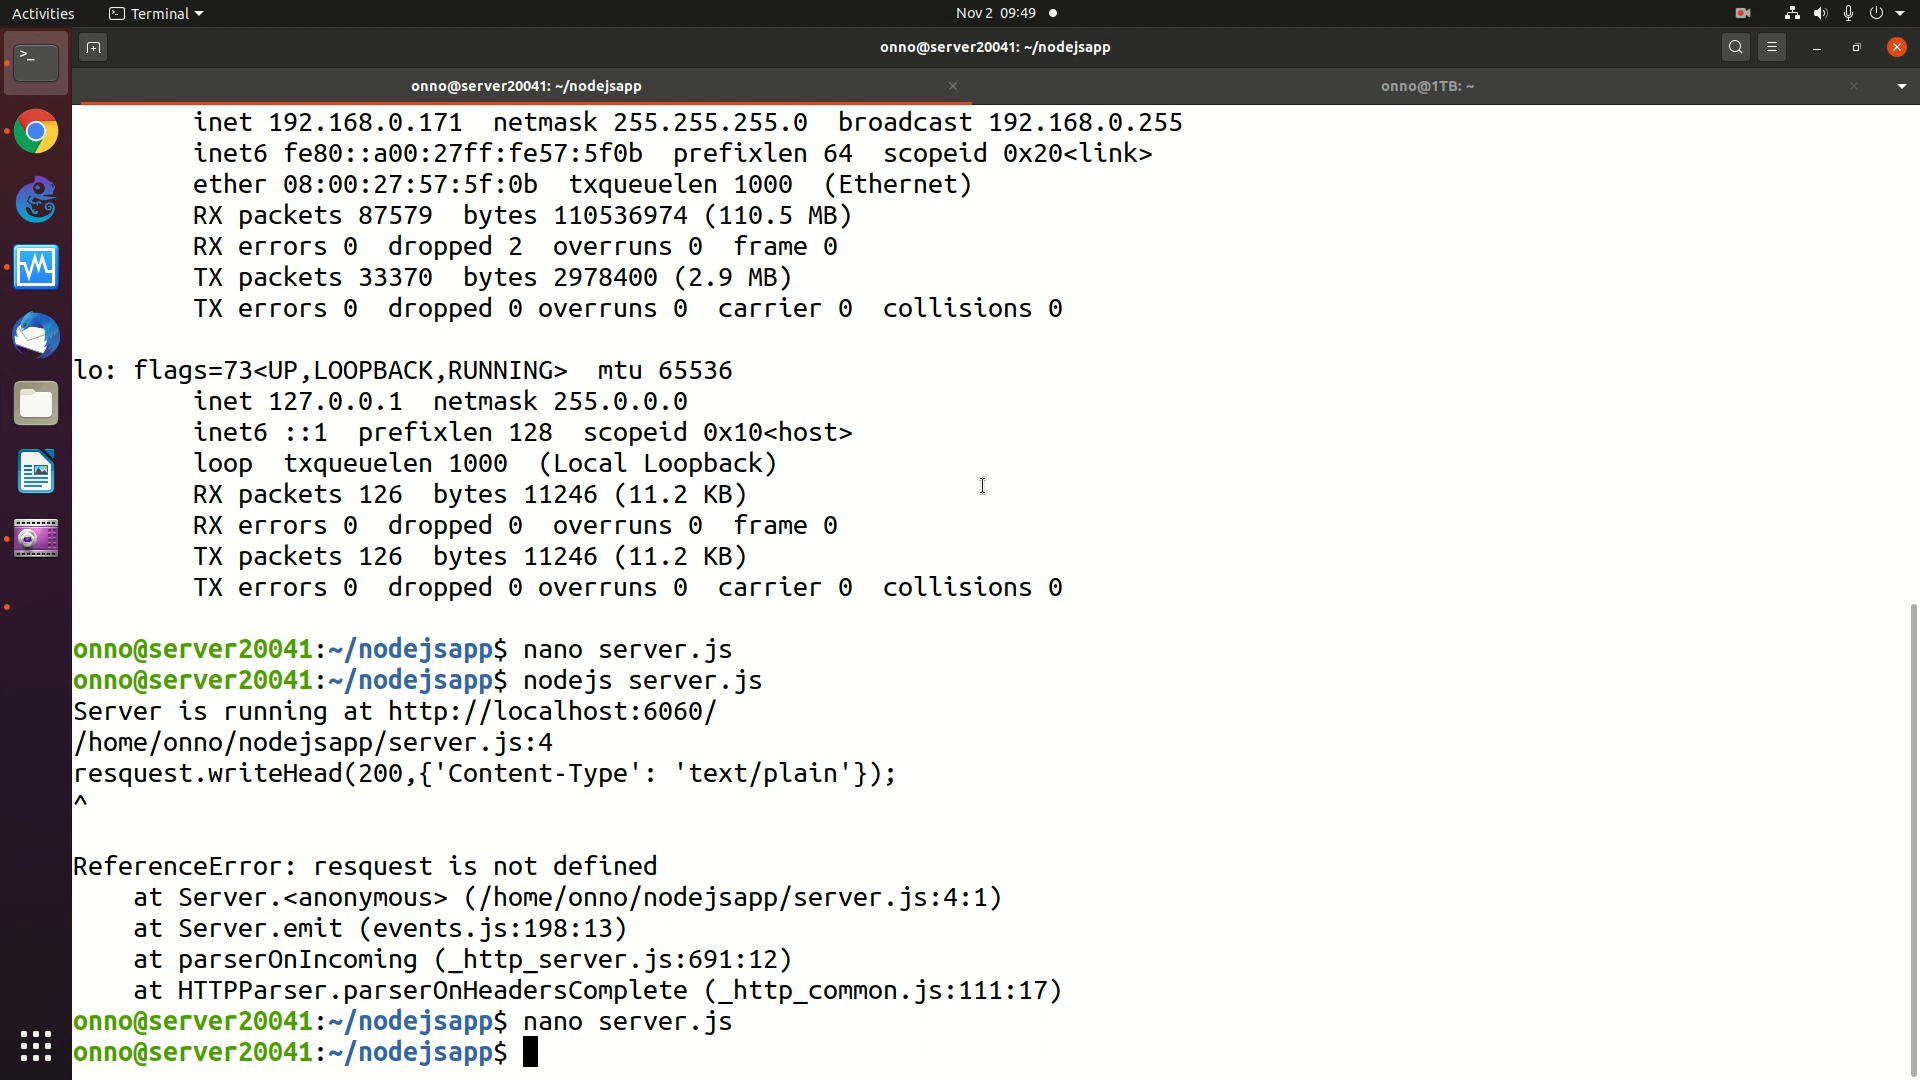 Activities Terminal Nov 2 09:49
onno@server20041: ~/nodejsapp
onno@server20041: ~/nodejsapp onno@1TB: ~
inet 192.168.0.171 netmask 255.255.255.0 broadcast 192.168.0.255
inet6 fe80::a00:27ff:fe57:5f0b prefixlen 64 scopeid 0x20<link>
ether 08:00:27:57:5f:0b txqueuelen 1000 (Ethernet)
RX packets 87579 bytes 110536974 (110.5 MB)
RX errors 0 dropped 2 overruns 0 frame 0
TX packets 33370 bytes 2978400 (2.9 MB)
TX errors 0 dropped 0 overruns 0 carrier 0 collisions 0
lo: flags=73<UP,LOOPBACK,RUNNING> mtu 65536
inet 127.0.0.1 netmask 255.0.0.0
inet6 ::1 prefixlen 128 scopeid 0x10<host>
loop txqueuelen 1000 (Local Loopback)
RX packets 126 bytes 11246 (11.2 KB)
RX errors 0 dropped 0 overruns 0 frame 0
TX packets 126 bytes 11246 (11.2 KB)
TX errors 0 dropped 0 overruns 0 carrier 0 collisions 0
onno@server20041:~/nodejsapp$ nano server.js
onno@server20041:~/nodejsapp$ nodejs server.js
Server is running at http://localhost:6060/
/home/onno/nodejsapp/server.js:4
resquest.writeHead(200,{'Content-Type': 'text/plain'});
^
ReferenceError: resquest is not defined
at Server.<anonymous> (/home/onno/nodejsapp/server.js:4:1)
at Server.emit (events.js:198:13)
at parserOnIncoming (_http_server.js:691:12)
at HTTPParser.parserOnHeadersComplete (_http_common.js:111:17)
onno@server20041:~/nodejsapp$ nano server.js
onno@server20041:~/nodejsapp$